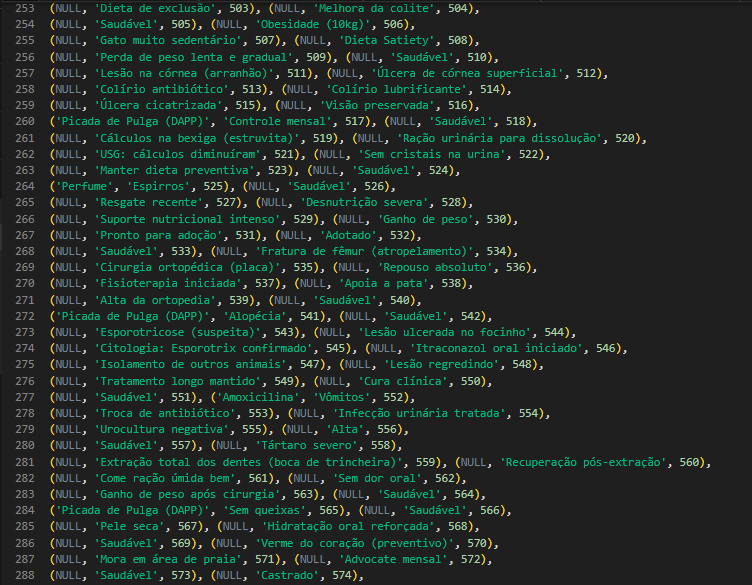 253 (NULL, 'Dieta de exclusão', 503), (NULL, 'Melhora da colite', 504),
254 (NULL, 'Saudável', 505), (NULL, 'Obesidade (10kg)', 506),
255 (NULL, 'Gato muito sedentário', 507), (NULL, 'Dieta Satiety', 508),
256 (NULL, 'Perda de peso lenta e gradual', 509), (NULL, 'Saudável', 510),
257 (NULL, 'Lesão na córnea (arranhão)', 511), (NULL, 'Úlcera de córnea superficial', 512),
258 (NULL, 'Colírio antibiótico', 513), (NULL, 'Colírio lubrificante', 514),
259 (NULL, 'Úlcera cicatrizada', 515), (NULL, 'Visão preservada', 516),
260 ('Picada de Pulga (DAPP)', 'Controle mensal', 517), (NULL, 'Saudável', 518),
261 (NULL, 'Cálculos na bexiga (estruvita)', 519), (NULL, 'Ração urinária para dissolução', 520),
262 (NULL, 'USG: cálculos diminuíram', 521), (NULL, 'Sem cristais na urina', 522),
263 (NULL, 'Manter dieta preventiva', 523), (NULL, 'Saudável', 524),
264 ('Perfume', 'Espirros', 525), (NULL, 'Saudável', 526),
265 (NULL, 'Resgate recente', 527), (NULL, 'Desnutrição severa', 528),
266 (NULL, 'Suporte nutricional intenso', 529), (NULL, 'Ganho de peso', 530),
267 (NULL, 'Pronto para adoção', 531), (NULL, 'Adotado', 532),
268 (NULL, 'Saudável', 533), (NULL, 'Fratura de fêmur (atropelamento)', 534),
269 (NULL, 'Cirurgia ortopédica (placa)', 535), (NULL, 'Repouso absoluto', 536),
270 (NULL, 'Fisioterapia iniciada', 537), (NULL, 'Apoia a pata', 538),
271 (NULL, 'Alta da ortopedia', 539), (NULL, 'Saudável', 540),
272 ('Picada de Pulga (DAPP)', 'Alopécia', 541), (NULL, 'Saudável', 542),
273 (NULL, 'Esporotricose (suspeita)', 543), (NULL, 'Lesão ulcerada no focinho', 544),
274 (NULL, 'Citologia: Esporotrix confirmado', 545), (NULL, 'Itraconazol oral iniciado', 546),
275 (NULL, 'Isolamento de outros animais', 547), (NULL, 'Lesão regredindo', 548),
276 (NULL, 'Tratamento longo mantido', 549), (NULL, 'Cura clínica', 550),
277 (NULL, 'Saudável', 551), ('Amoxicilina', 'Vômitos', 552),
278 (NULL, 'Troca de antibiótico', 553), (NULL, 'Infecção urinária tratada', 554),
279 (NULL, 'Urocultura negativa', 555), (NULL, 'Alta', 556),
280 (NULL, 'Saudável', 557), (NULL, 'Tártaro severo', 558),
281 (NULL, 'Extração total dos dentes (boca de trincheira)', 559), (NULL, 'Recuperação pós-extração', 560),
282 (NULL, 'Come ração úmida bem', 561), (NULL, 'Sem dor oral', 562),
283 (NULL, 'Ganho de peso após cirurgia', 563), (NULL, 'Saudável', 564),
284 ('Picada de Pulga (DAPP)', 'Sem queixas', 565), (NULL, 'Saudável', 566),
285 (NULL, 'Pele seca', 567), (NULL, 'Hidratação oral reforçada', 568),
286 (NULL, 'Saudável', 569), (NULL, 'Verme do coração (preventivo)', 570),
287 (NULL, 'Mora em área de praia', 571), (NULL, 'Advocate mensal', 572),
288 (NULL, 'Saudável', 573), (NULL, 'Castrado', 574),